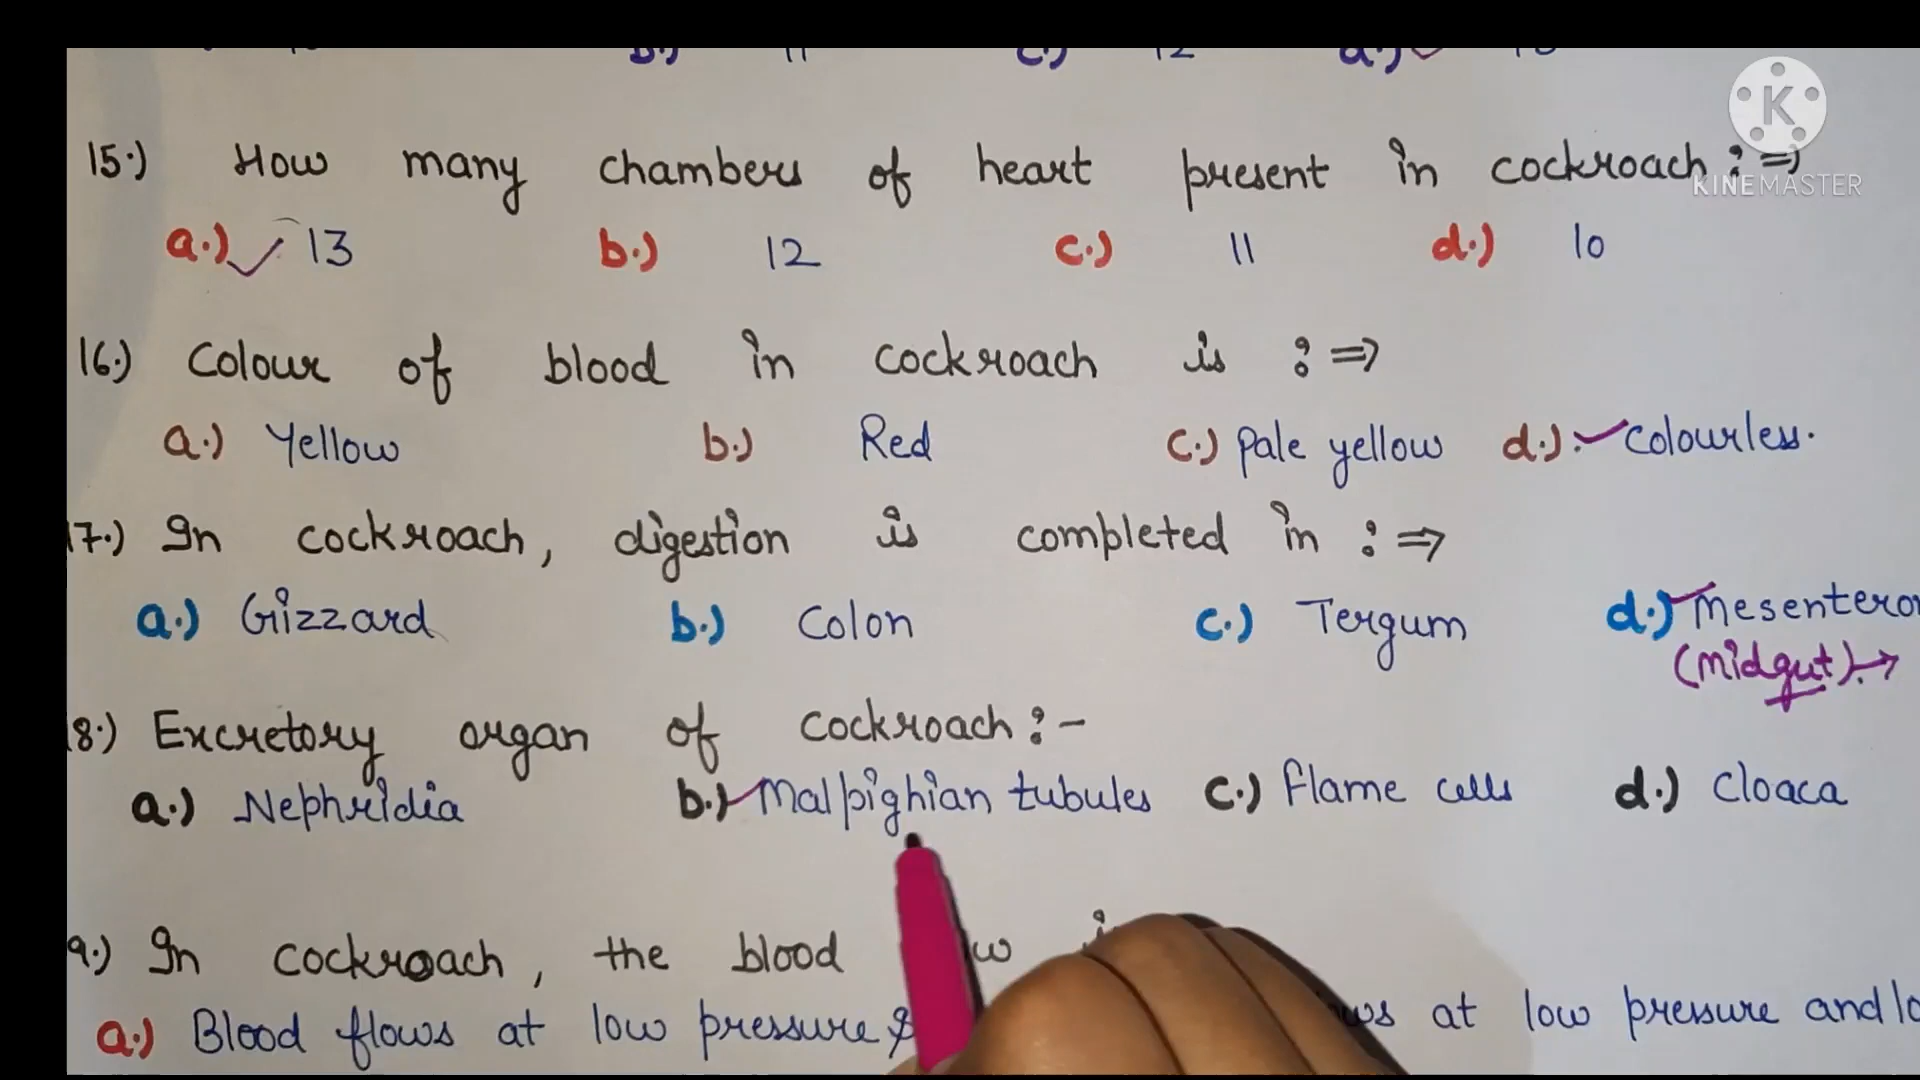 b.) 11 c.) 12 d.)
15.) How many chambers of heart present in cockroach :⇒
a.) 13 b.) 12 c.) 11 d.) 10
16.) Colour of blood in cockroach is :⇒
a.) Yellow b.) Red c.) Pale yellow d.) Colourless.
17.) In cockroach, digestion is completed in :⇒
a.) Gizzard b.) Colon c.) Tergum d.) Mesentero
(Midgut).→
18.) Excretory organ of cockroach :-
a.) Nephridia b.) Malpighian tubules c.) Flame cells d.) Cloaca
9.) In cockroach, the blood
a.) Blood flows at low pressure & at low pressure and
K
KINEMASTER